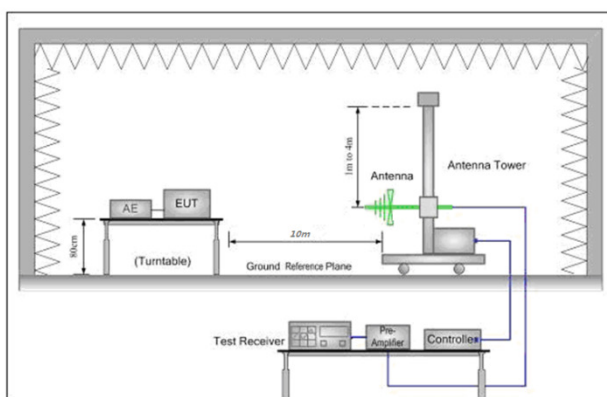 1m to 4m
Antenna
Antenna Tower
AE
EUT
10m
80cm
(Turntable)
Ground Reference Plane
Test Receiver
Pre-
Amplifier
Controller